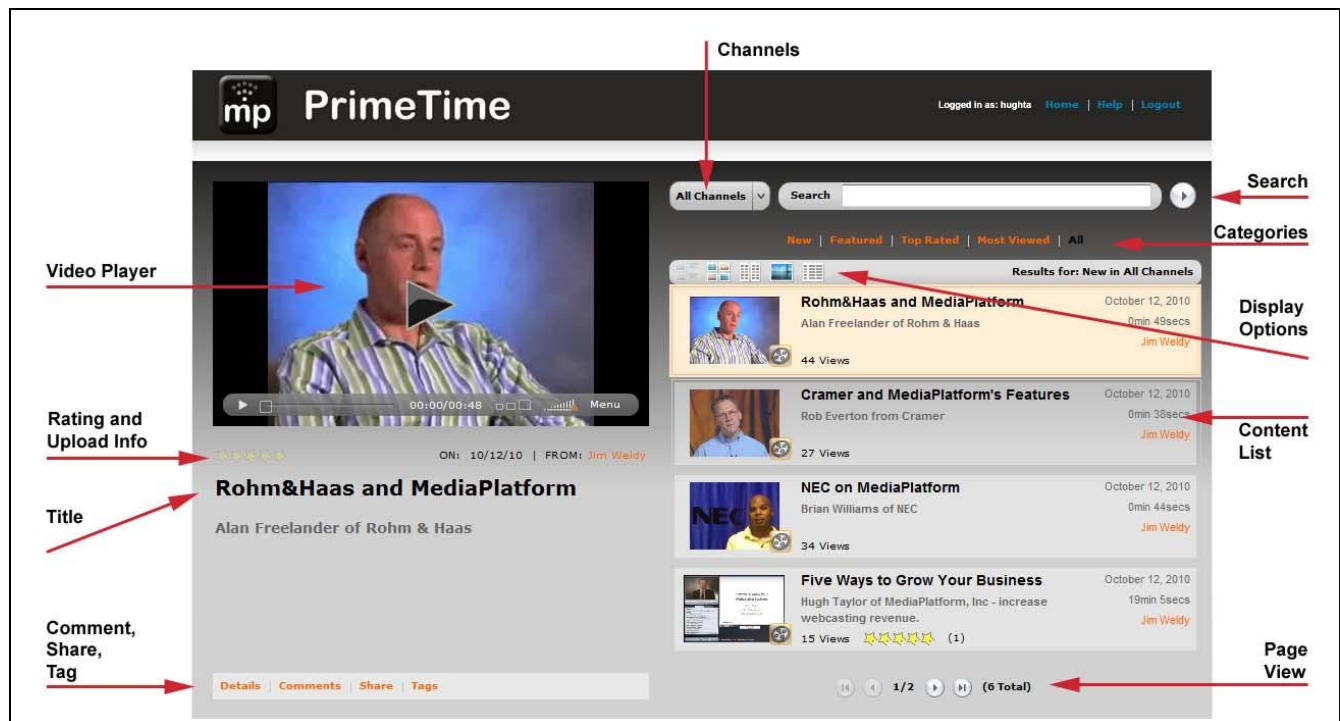 Channels
mp PrimeTime
Logged in as: hughta Home | Help | Logout
All Channels Search
Search
New | Featured | Top Rated | Most Viewed | All
Categories
Results for: New in All Channels
Display
Options
Video Player
00:00/00:48 Menu
Rating and
Upload Info
ON: 10/12/10 | FROM: Jim Weldy
Title
Rohm&Haas and MediaPlatform
Alan Freelander of Rohm & Haas
Comment,
Share,
Tag
Details | Comments | Share | Tags
Rohm&Haas and MediaPlatform October 12, 2010
Alan Freelander of Rohm & Haas 0min 49secs
Jim Weldy
44 Views
Cramer and MediaPlatform's Features October 12, 2010
Rob Everton from Cramer 0min 38secs
Jim Weldy
27 Views
Content
List
NEC
NEC on MediaPlatform October 12, 2010
Brian Williams of NEC 0min 44secs
Jim Weldy
34 Views
Five Ways to Grow Your Business October 12, 2010
Hugh Taylor of MediaPlatform, Inc - increase 19min 5secs
webcasting revenue. Jim Weldy
15 Views (1)
1/2 (6 Total)
Page
View